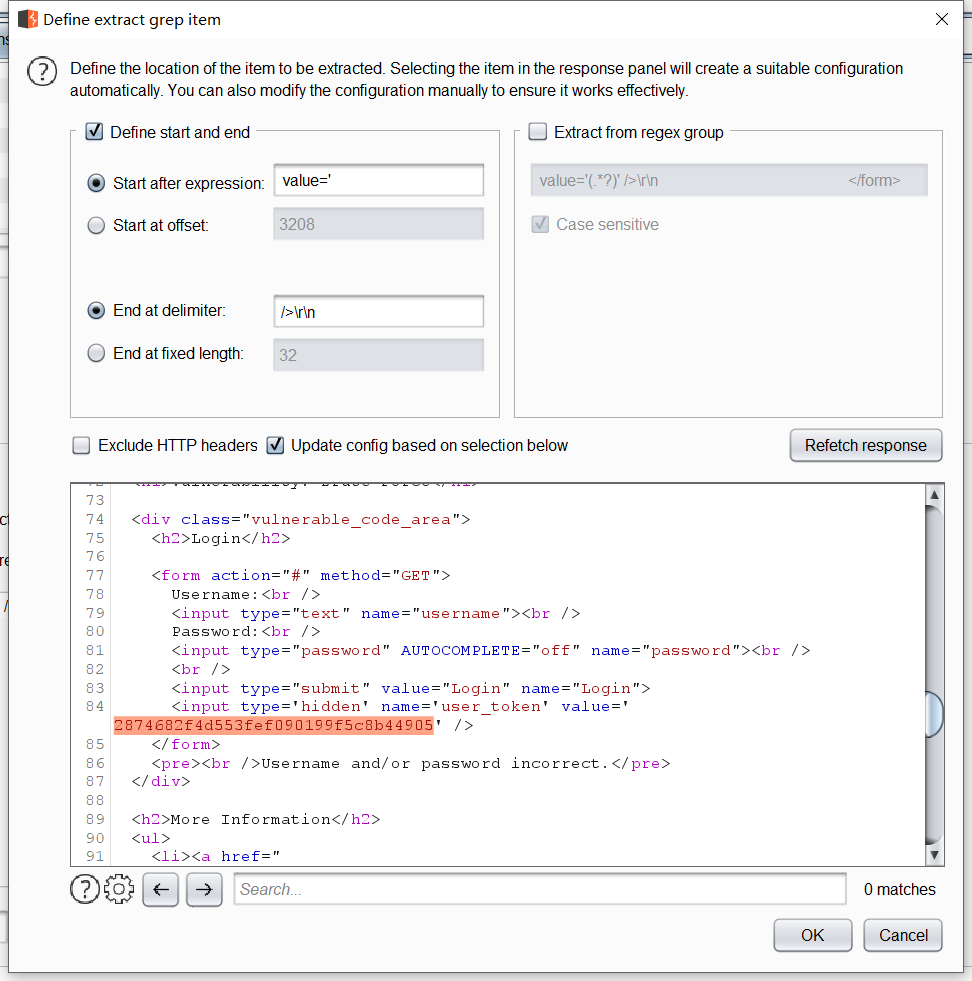 Define extract grep item
Define the location of the item to be extracted. Selecting the item in the response panel will create a suitable configuration
automatically. You can also modify the configuration manually to ensure it works effectively.
Define start and end
Start after expression: value='
Start at offset: 3208
End at delimiter: />\r\n
End at fixed length: 32
Extract from regex group
value='(.*?)' />\r\n </form>
Case sensitive
Exclude HTTP headers Update config based on selection below Refetch response
73
74 <div class="vulnerable_code_area">
75 <h2>Login</h2>
76
77 <form action="#" method="GET">
78 Username:<br />
79 <input type="text" name="username"><br />
80 Password:<br />
81 <input type="password" AUTOCOMPLETE="off" name="password"><br />
82 <br />
83 <input type="submit" value="Login" name="Login">
84 <input type='hidden' name='user_token' value='
2874682f4d553fef090199f5c8b44905' />
85 </form>
86 <pre><br />Username and/or password incorrect.</pre>
87 </div>
88
89 <h2>More Information</h2>
90 <ul>
91 <li><a href="
Search... 0 matches
OK Cancel